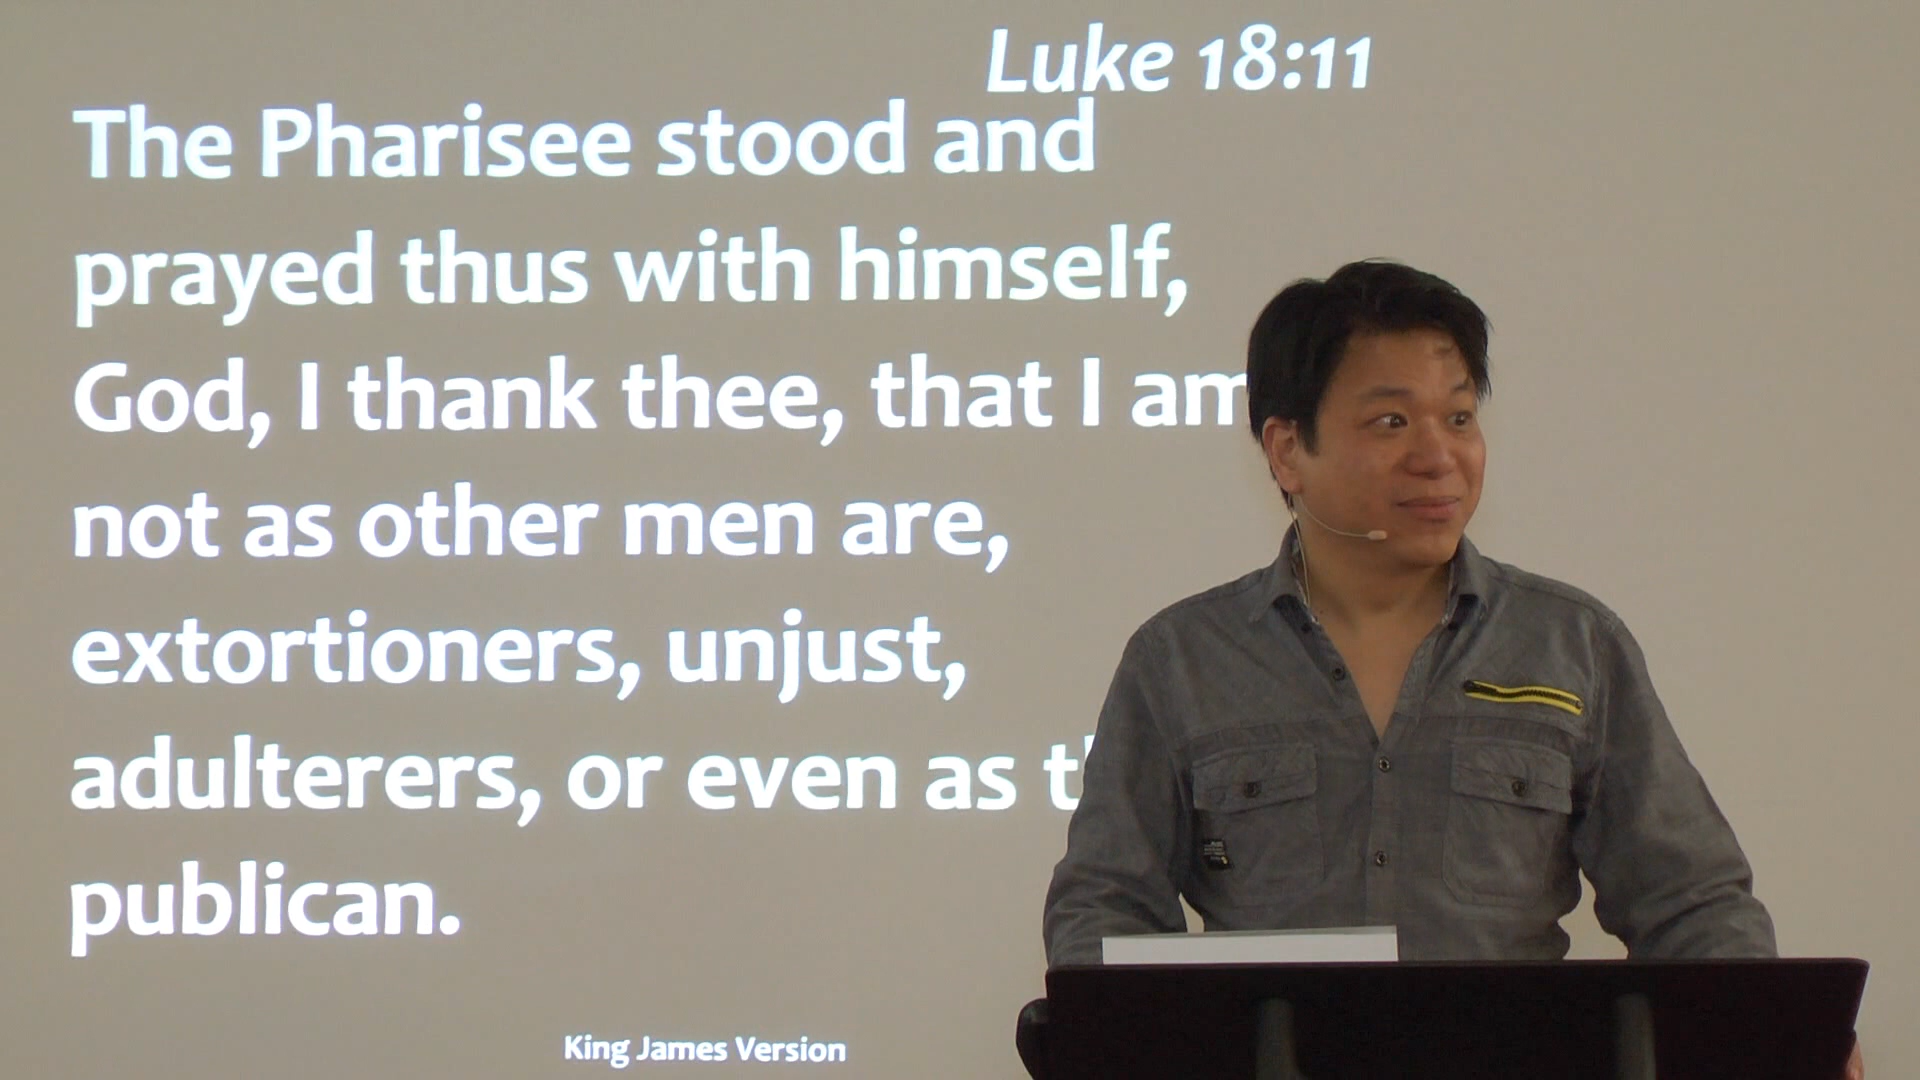 Luke 18:11
The Pharisee stood and
prayed thus with himself,
God, I thank thee, that I am
not as other men are,
extortioners, unjust,
adulterers, or even as
publican.
King James Version